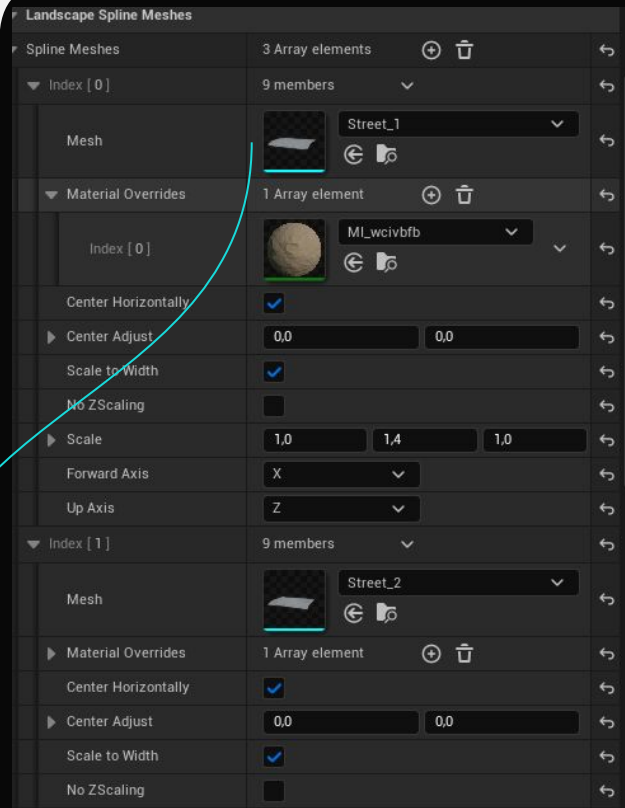 Landscape Spline Meshes
Spline Meshes 3 Array elements
Index [ 0 ] 9 members
Mesh Street_1
Material Overrides 1 Array element
Index [ 0 ] MI_wcivbfb
Center Horizontally
Center Adjust 0,0 0,0
Scale to Width
No ZScaling
Scale 1,0 1,4 1,0
Forward Axis X
Up Axis Z
Index [ 1 ] 9 members
Mesh Street_2
Material Overrides 1 Array element
Center Horizontally
Center Adjust 0,0 0,0
Scale to Width
No ZScaling